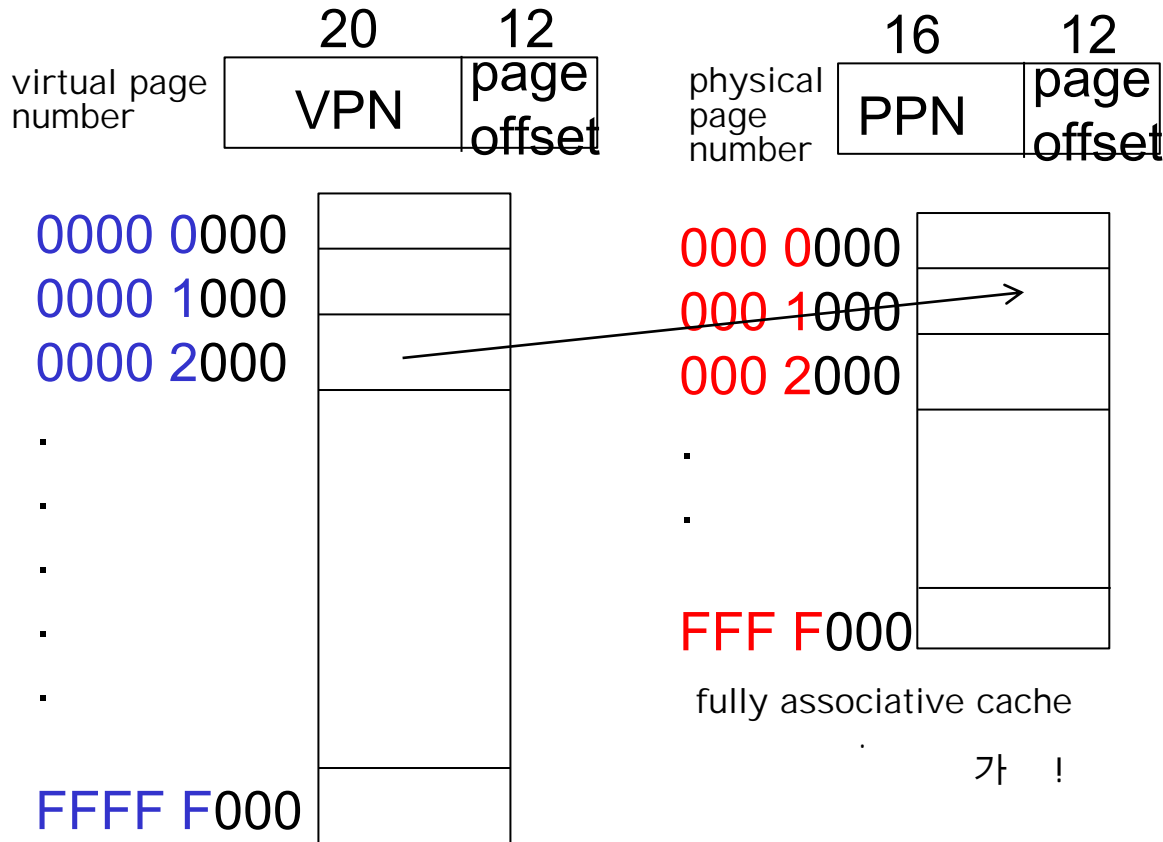 20 12
virtual page
number
VPN
page
offset
0000 0000
0000 1000
0000 2000
.
.
.
.
.
FFFF F000
16 12
physical
page
number
PPN
page
offset
000 0000
000 1000
000 2000
.
.
FFF F000
fully associative cache
.
가 !